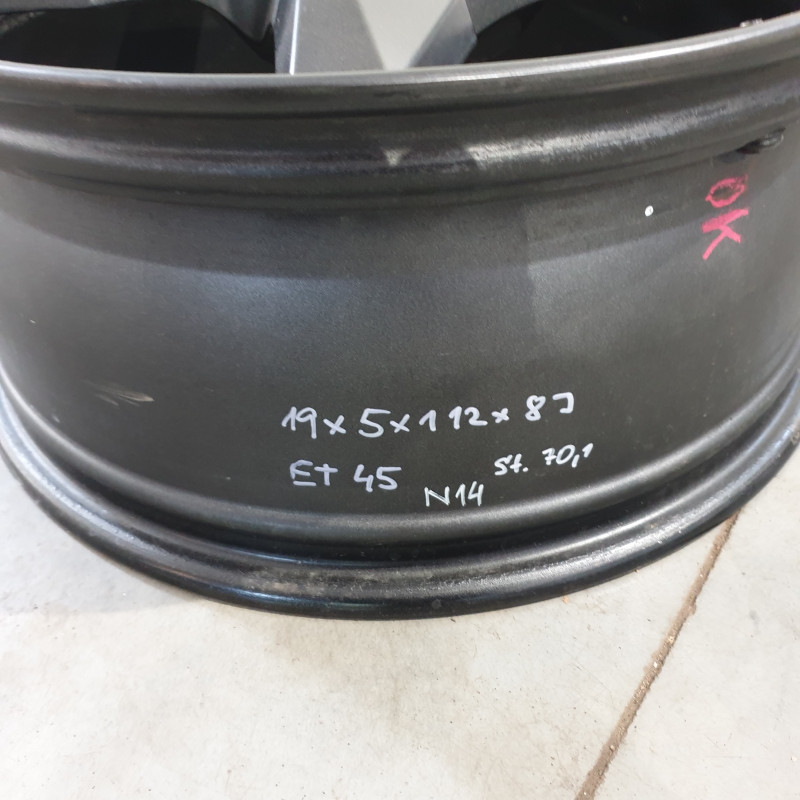 OK
19x5x112x8J
ET 45 St. 70,1
N14